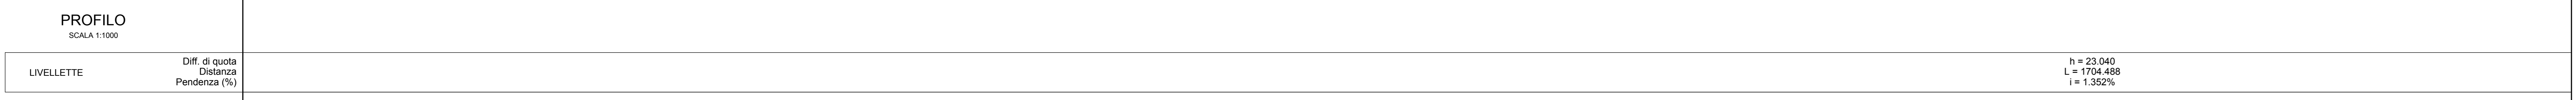 PROFILO
SCALA 1:1000
LIVELLETTE
Diff. di quota
Distanza
Pendenza (%)
h = 23.040
L = 1704.488
i = 1.352%